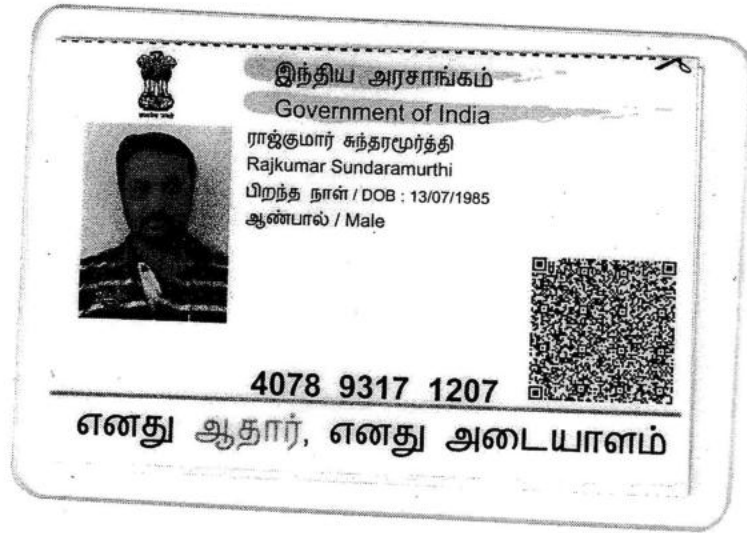 இந்திய அரசாங்கம்
Government of India
ராஜ்குமார் சுந்தரமூர்த்தி
Rajkumar Sundaramurthi
பிறந்த நாள் / DOB : 13/07/1985
ஆண்பால் / Male
4078 9317 1207
எனது ஆதார், எனது அடையாளம்